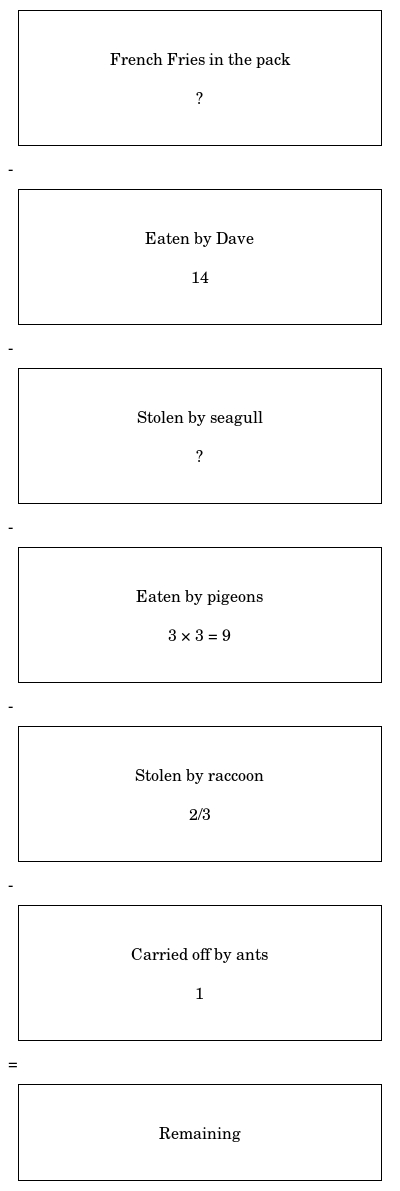 French Fries in the pack
?
-
Eaten by Dave
14
-
Stolen by seagull
?
-
Eaten by pigeons
3 × 3 = 9
-
Stolen by raccoon
2/3
-
Carried off by ants
1
=
Remaining